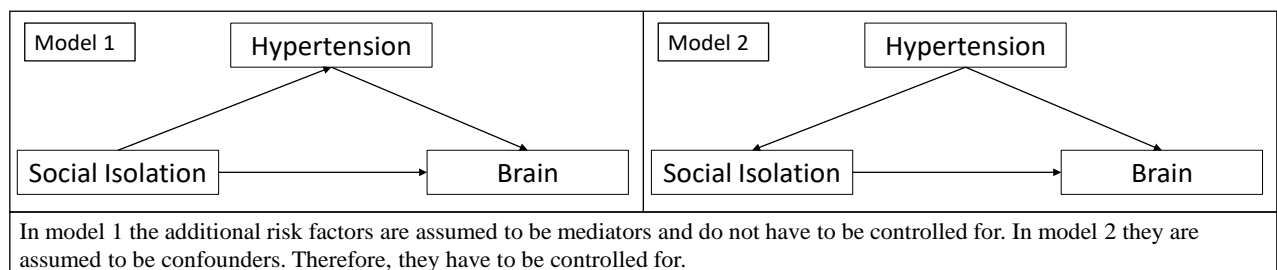 Model 1
Hypertension
Social Isolation
Brain
Model 2
Hypertension
Social Isolation
Brain
In model 1 the additional risk factors are assumed to be mediators and do not have to be controlled for. In model 2 they are
assumed to be confounders. Therefore, they have to be controlled for.